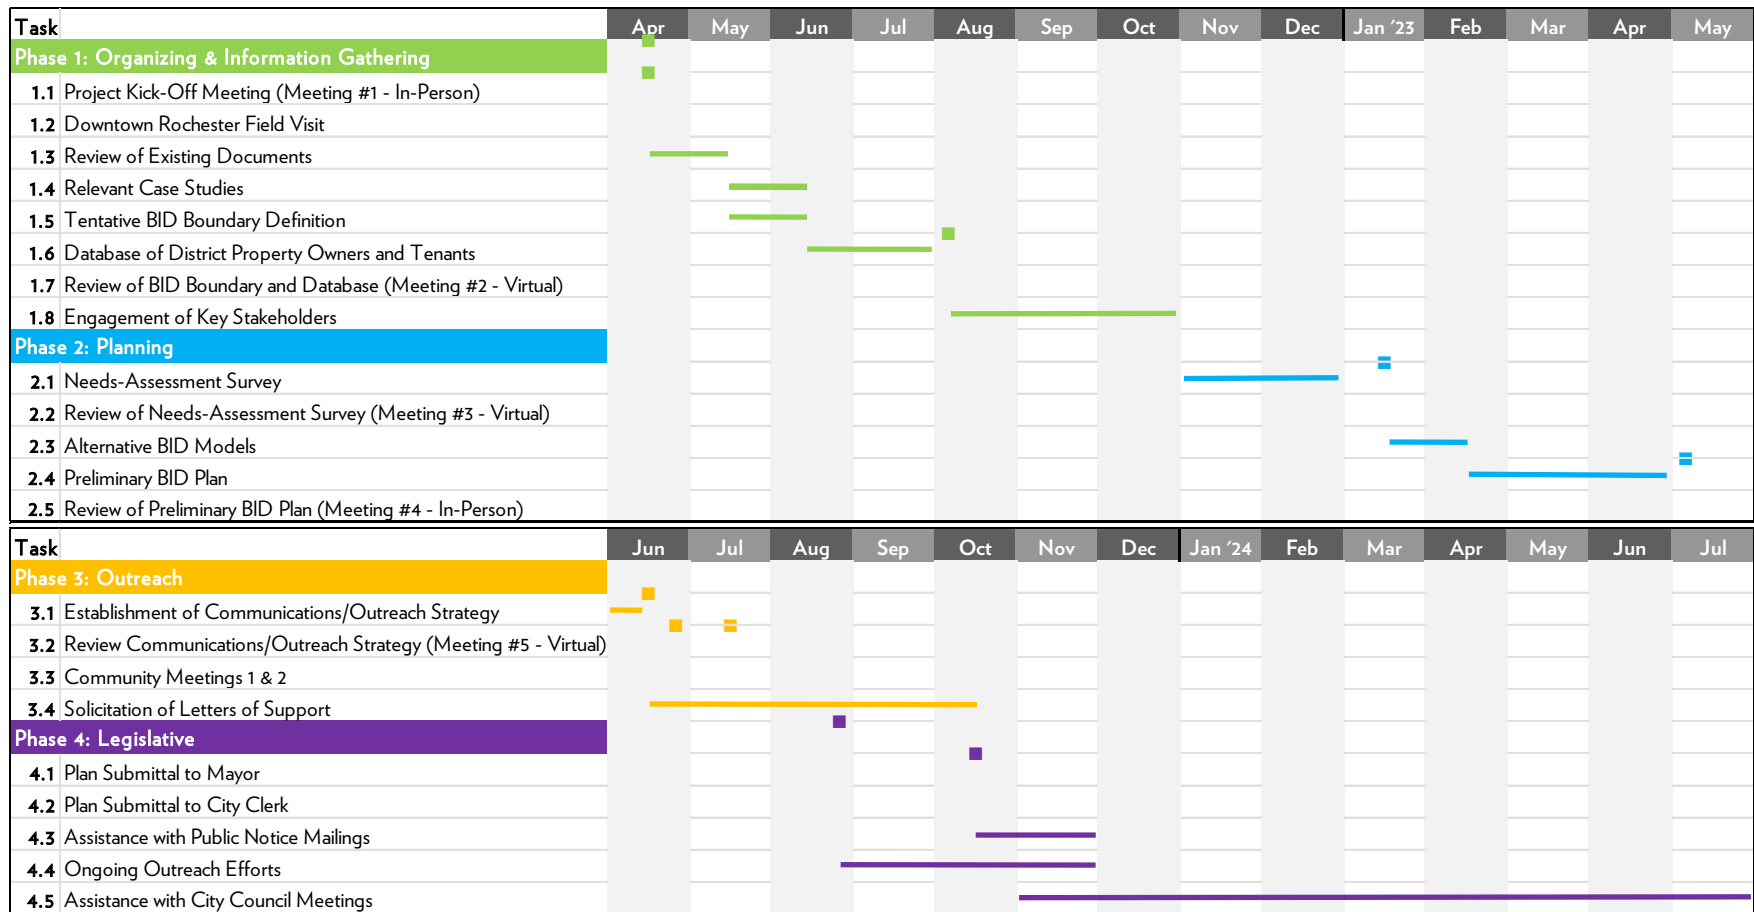 Task Apr May Jun Jul Aug Sep Oct Nov Dec Jan '23 Feb Mar Apr May
Phase 1: Organizing & Information Gathering
1.1 Project Kick-Off Meeting (Meeting #1 - In-Person)
1.2 Downtown Rochester Field Visit
1.3 Review of Existing Documents
1.4 Relevant Case Studies
1.5 Tentative BID Boundary Definition
1.6 Database of District Property Owners and Tenants
1.7 Review of BID Boundary and Database (Meeting #2 - Virtual)
1.8 Engagement of Key Stakeholders
Phase 2: Planning
2.1 Needs-Assessment Survey
2.2 Review of Needs-Assessment Survey (Meeting #3 - Virtual)
2.3 Alternative BID Models
2.4 Preliminary BID Plan
2.5 Review of Preliminary BID Plan (Meeting #4 - In-Person)
Task Jun Jul Aug Sep Oct Nov Dec Jan '24 Feb Mar Apr May Jun Jul
Phase 3: Outreach
3.1 Establishment of Communications/Outreach Strategy
3.2 Review Communications/Outreach Strategy (Meeting #5 - Virtual)
3.3 Community Meetings 1 & 2
3.4 Solicitation of Letters of Support
Phase 4: Legislative
4.1 Plan Submittal to Mayor
4.2 Plan Submittal to City Clerk
4.3 Assistance with Public Notice Mailings
4.4 Ongoing Outreach Efforts
4.5 Assistance with City Council Meetings